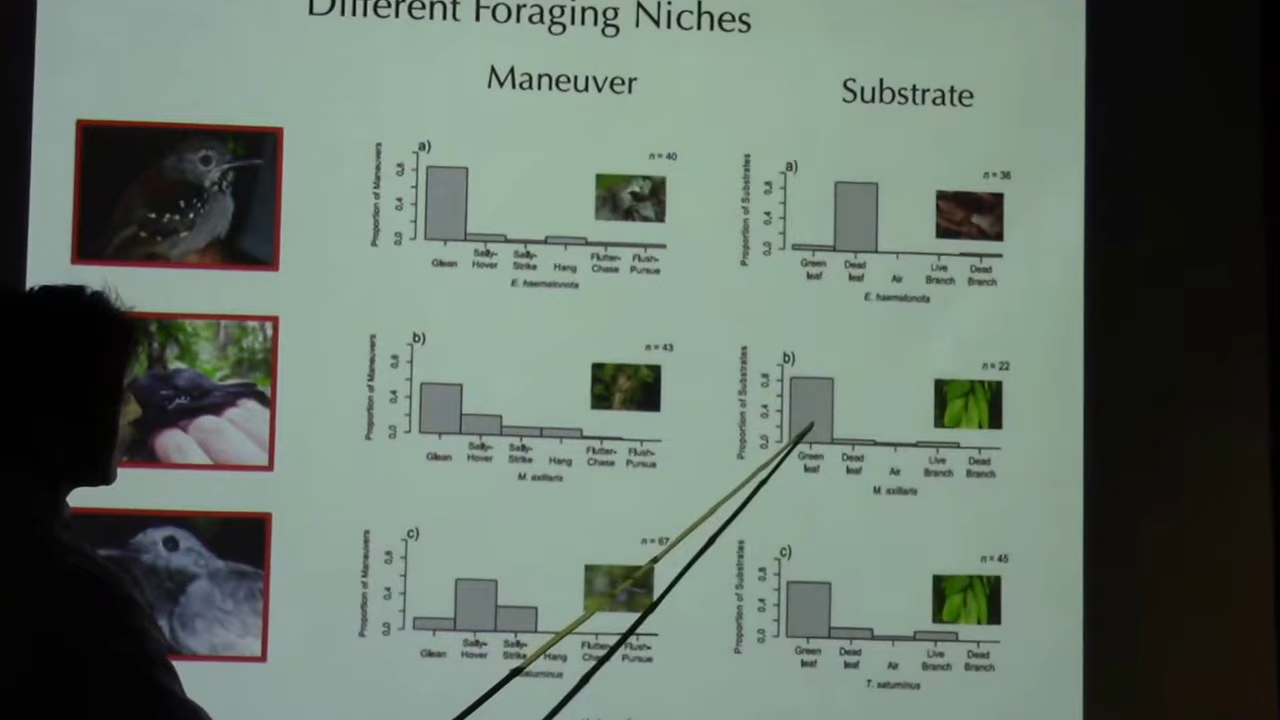 Different Foraging Niches
Maneuver
Substrate
a)
n = 40
Proportion of Maneuvers
0.0 0.4 0.8
Glean Sally-Hover Sally-Strike Hang Flutter-Chase Flush-Pursue
E. haematonota
a)
n = 36
Proportion of Substrates
0.0 0.4 0.8
Green leaf Dead leaf Air Live Branch Dead Branch
E. haematonota
b)
n = 43
Proportion of Maneuvers
0.0 0.4 0.8
Glean Sally-Hover Sally-Strike Hang Flutter-Chase Flush-Pursue
M. axillaris
b)
n = 22
Proportion of Substrates
0.0 0.4 0.8
Green leaf Dead leaf Air Live Branch Dead Branch
M. axillaris
c)
n = 67
Proportion of Maneuvers
0.0 0.4 0.8
Glean Sally-Hover Sally-Strike Hang Flush-Pursue
c)
n = 45
Proportion of Substrates
0.0 0.4 0.8
Green leaf Dead leaf Air Live Branch Dead Branch
T. saturninus